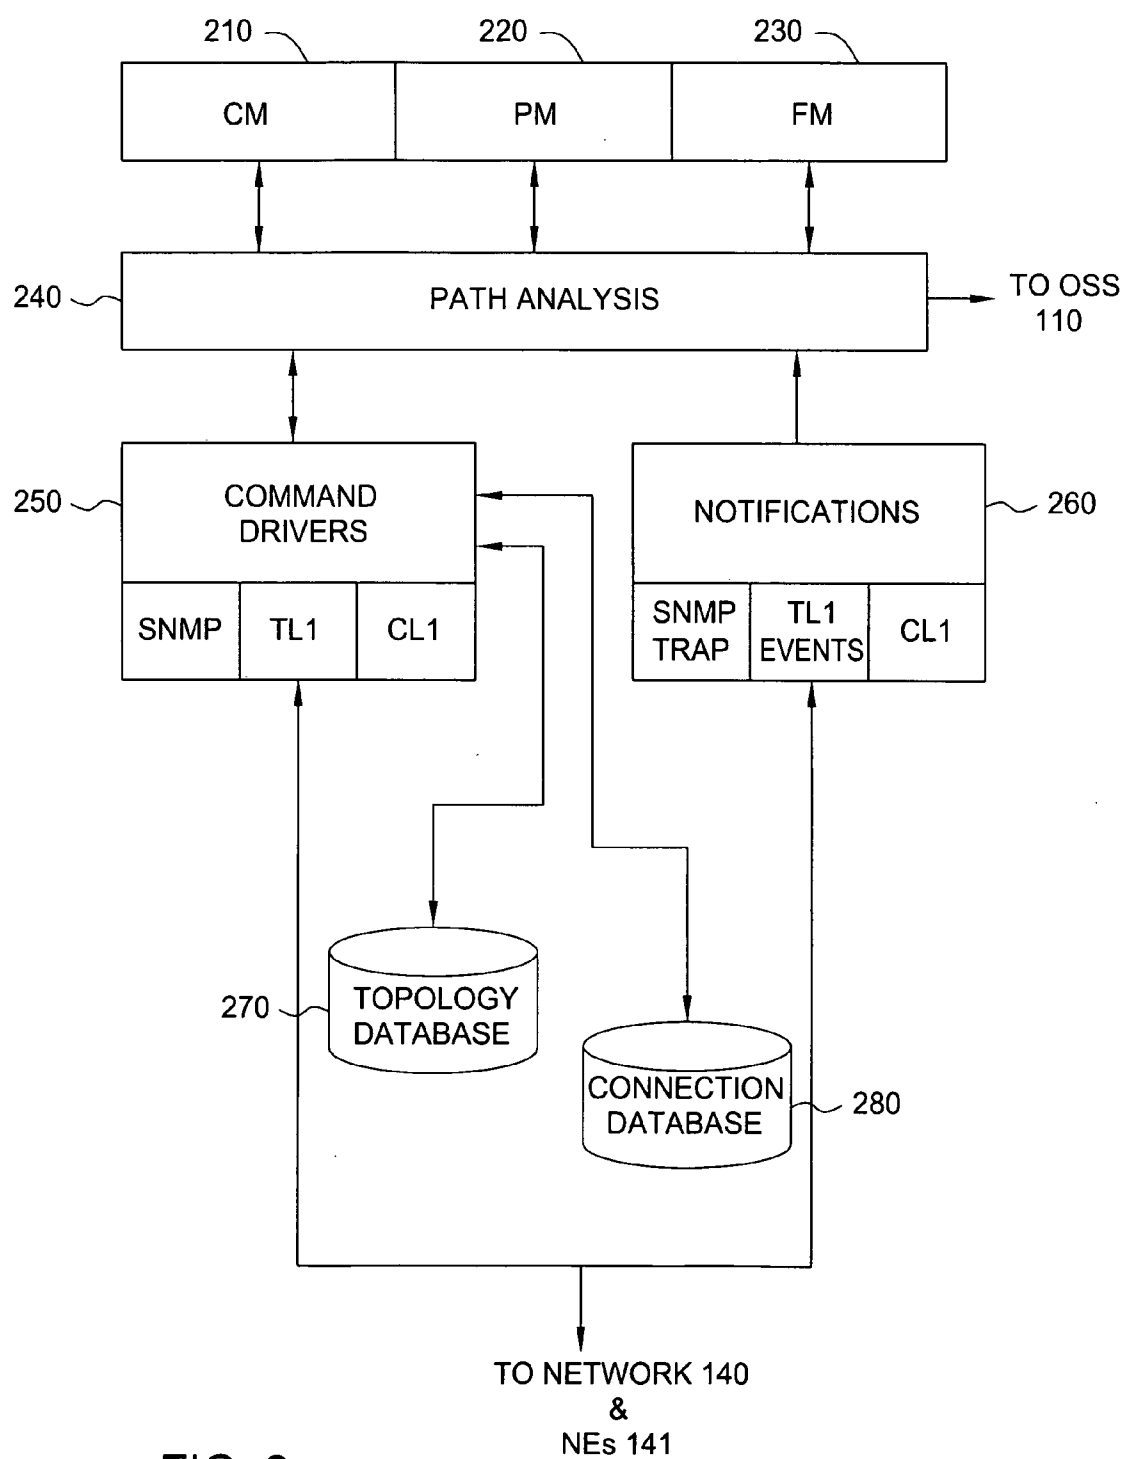 210 220 230
CM PM FM
240 PATH ANALYSIS TO OSS
110
250 COMMAND
DRIVERS
NOTIFICATIONS 260
SNMP TL1 CL1
SNMP
TRAP
TL1
EVENTS
CL1
270 TOPOLOGY
DATABASE
CONNECTION
DATABASE 280
TO NETWORK 140
&
NEs 141